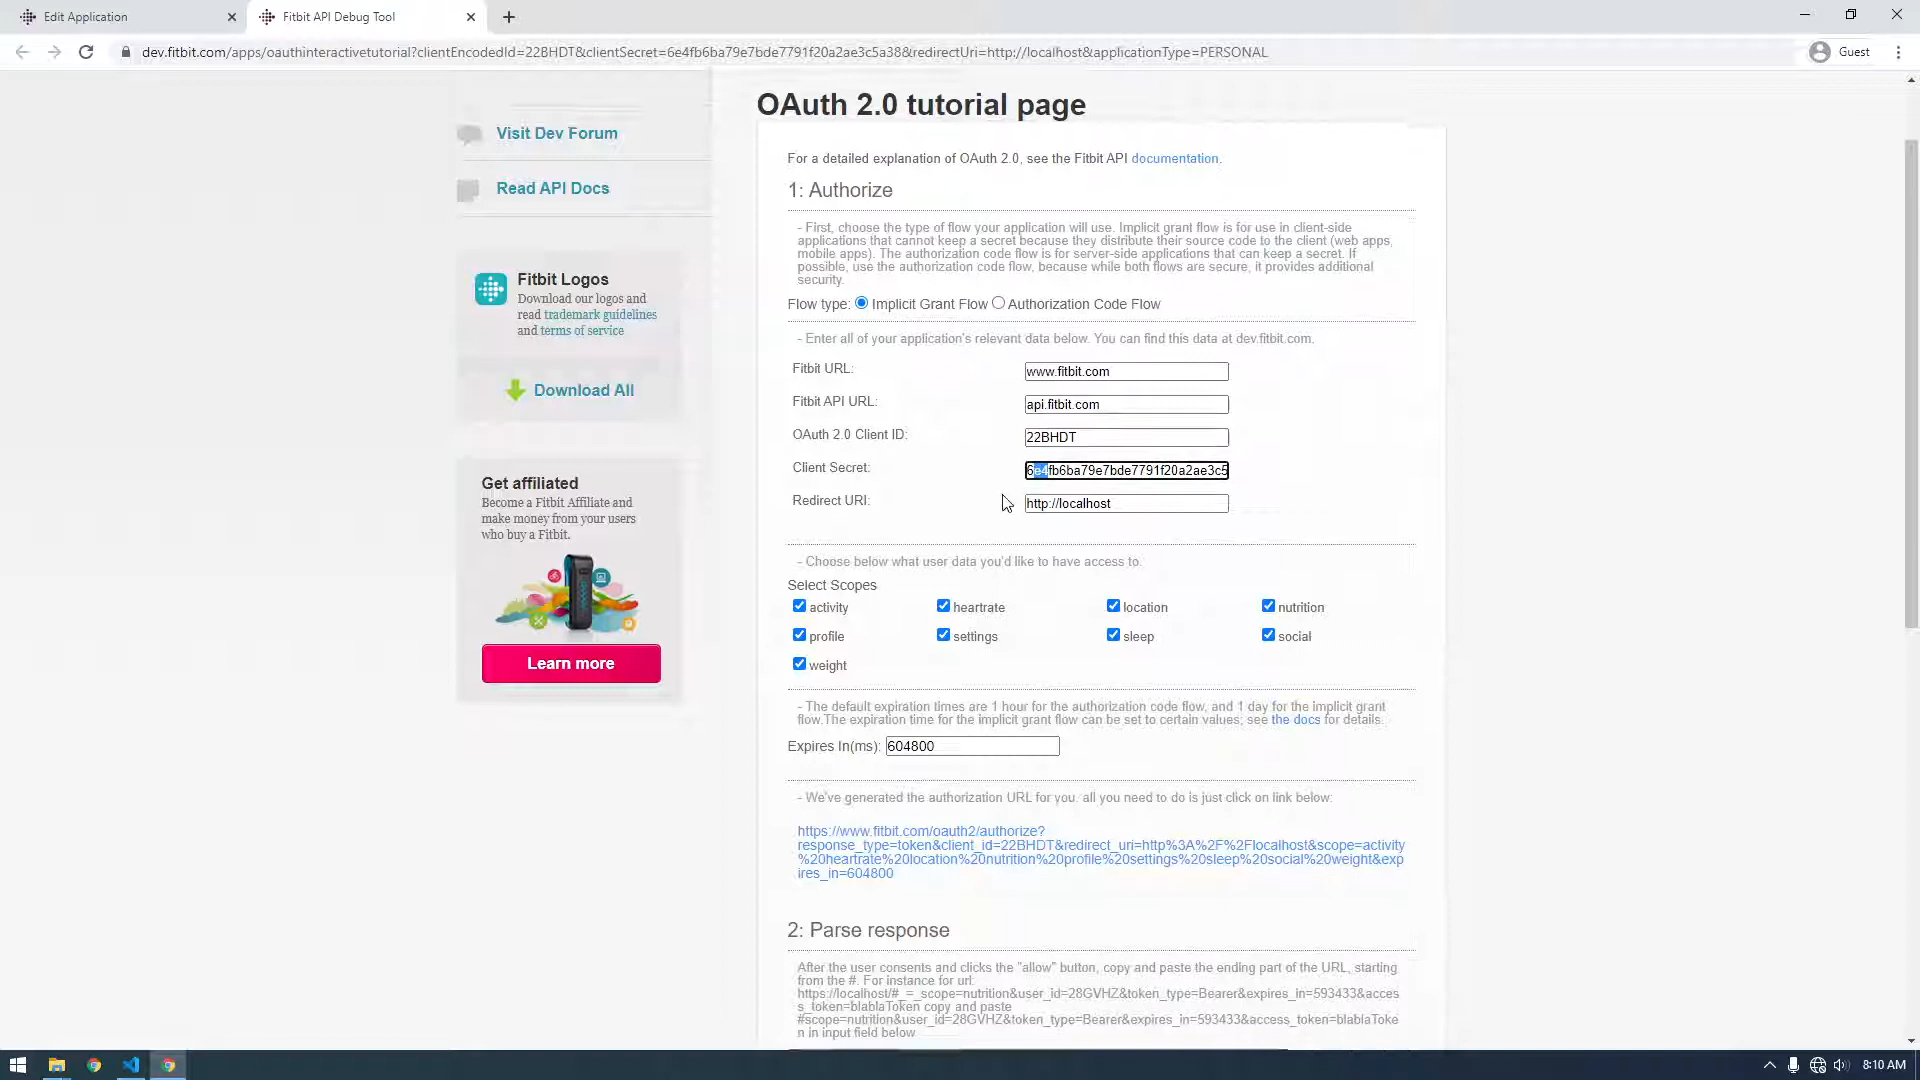 Edit Application
Fitbit API Debug Tool
dev.fitbit.com/apps/oauthinteractivetutorial?clientEncodedId=22BHDT&clientSecret=6e4fb6ba79e7bde7791f20a2ae3c5a38&redirectUri=http://localhost&applicationType=PERSONAL
Guest
Visit Dev Forum
Read API Docs
Fitbit Logos
Download our logos and
read trademark guidelines
and terms of service
Download All
Get affiliated
Become a Fitbit Affiliate and
make money from your users
who buy a Fitbit.
Learn more
OAuth 2.0 tutorial page
For a detailed explanation of OAuth 2.0, see the Fitbit API documentation.
1: Authorize
- First, choose the type of flow your application will use. Implicit grant flow is for use in client-side
applications that cannot keep a secret because they distribute their source code to the client (web apps,
mobile apps). The authorization code flow is for server-side applications that can keep a secret. If
possible, use the authorization code flow, because while both flows are secure, it provides additional
security.
Flow type: Implicit Grant Flow Authorization Code Flow
- Enter all of your application's relevant data below. You can find this data at dev.fitbit.com.
Fitbit URL: www.fitbit.com
Fitbit API URL: api.fitbit.com
OAuth 2.0 Client ID: 22BHDT
Client Secret: 6e4fb6ba79e7bde7791f20a2ae3c5
Redirect URI: http://localhost
- Choose below what user data you'd like to have access to.
Select Scopes
activity heartrate location nutrition
profile settings sleep social
weight
- The default expiration times are 1 hour for the authorization code flow, and 1 day for the implicit grant
flow.The expiration time for the implicit grant flow can be set to certain values; see the docs for details.
Expires In(ms): 604800
- We've generated the authorization URL for you. all you need to do is just click on link below:
https://www.fitbit.com/oauth2/authorize?
response_type=token&client_id=22BHDT&redirect_uri=http%3A%2F%2Flocalhost&scope=activity
%20heartrate%20location%20nutrition%20profile%20settings%20sleep%20social%20weight&exp
ires_in=604800
2: Parse response
After the user consents and clicks the "allow" button, copy and paste the ending part of the URL, starting
from the #. For instance for url:
https://localhost/#_=_scope=nutrition&user_id=28GVHZ&token_type=Bearer&expires_in=593433&acces
s_token=blablaToken copy and paste
#scope=nutrition&user_id=28GVHZ&token_type=Bearer&expires_in=593433&access_token=blablaToke
n in input field below
8:10 AM